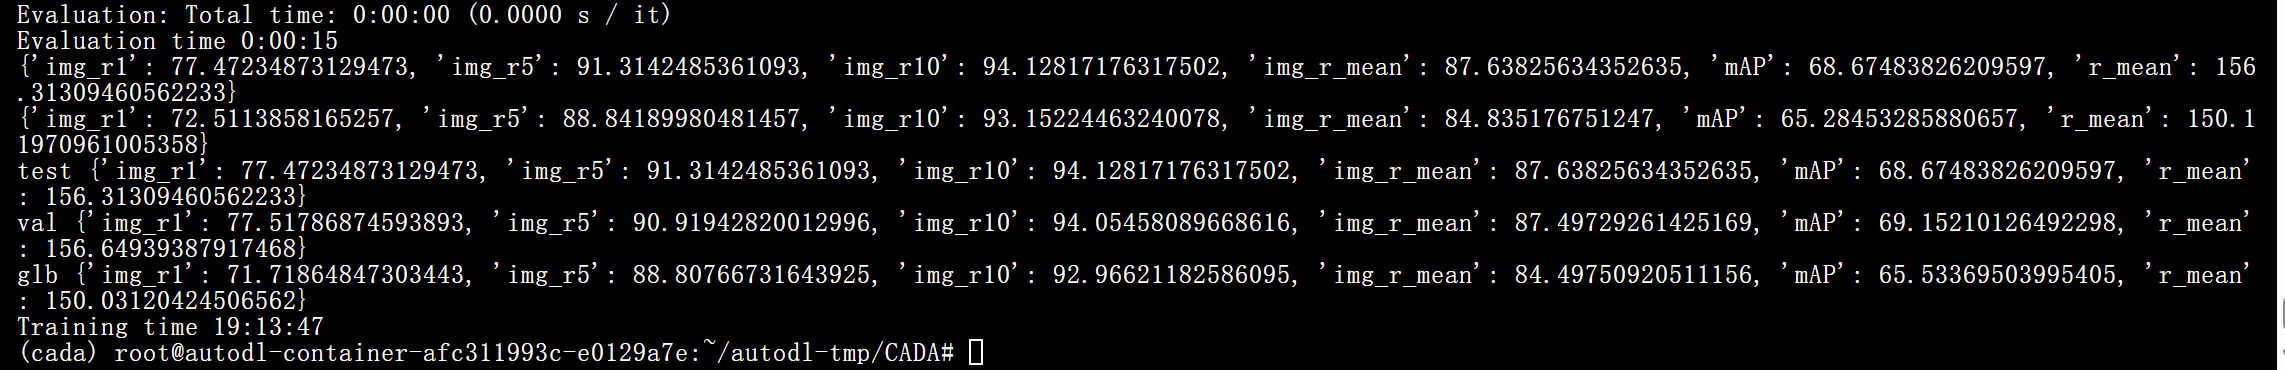 Evaluation: Total time: 0:00:00 (0.0000 s / it)
Evaluation time 0:00:15
{'img_r1': 77.47234873129473, 'img_r5': 91.3142485361093, 'img_r10': 94.12817176317502, 'img_r_mean': 87.63825634352635, 'mAP': 68.67483826209597, 'r_mean': 156
.31309460562233}
{'img_r1': 72.5113858165257, 'img_r5': 88.84189980481457, 'img_r10': 93.15224463240078, 'img_r_mean': 84.835176751247, 'mAP': 65.28453285880657, 'r_mean': 150.1
1970961005358}
test {'img_r1': 77.47234873129473, 'img_r5': 91.3142485361093, 'img_r10': 94.12817176317502, 'img_r_mean': 87.63825634352635, 'mAP': 68.67483826209597, 'r_mean'
: 156.31309460562233}
val {'img_r1': 77.51786874593893, 'img_r5': 90.91942820012996, 'img_r10': 94.05458089668616, 'img_r_mean': 87.49729261425169, 'mAP': 69.15210126492298, 'r_mean'
: 156.64939387917468}
glb {'img_r1': 71.71864847303443, 'img_r5': 88.80766731643925, 'img_r10': 92.96621182586095, 'img_r_mean': 84.49750920511156, 'mAP': 65.53369503995405, 'r_mean'
: 150.03120424506562}
Training time 19:13:47
(cada) root@autodl-container-afc311993c-e0129a7e:~/autodl-tmp/CADA#